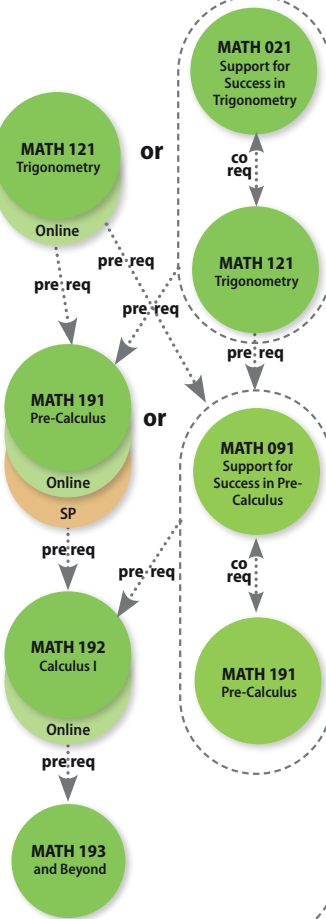 MATH 021
Support for
Success in
Trigonometry
MATH 121
Trigonometry
Online
or
co
req
MATH 121
Trigonometry
pre req
pre req
pre req
pre req
MATH 191
Pre-Calculus
Online
SP
or
MATH 091
Support for
Success in Pre-
Calculus
co
req
MATH 191
Pre-Calculus
pre req
pre req
MATH 192
Calculus I
Online
pre req
MATH 193
and Beyond